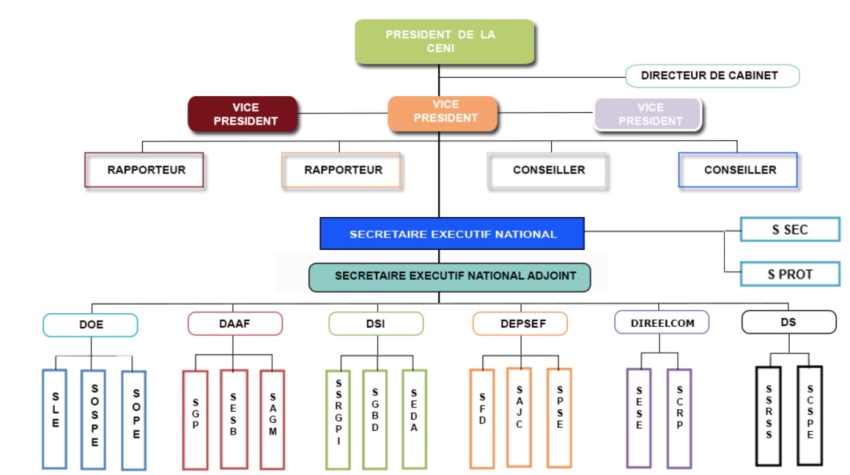 PRESIDENT DE LA
CENI
DIRECTEUR DE CABINET
VICE
PRESIDENT
VICE
PRESIDENT
VICE
PRESIDENT
RAPPORTEUR
RAPPORTEUR
CONSEILLER
CONSEILLER
SECRETAIRE EXECUTIF NATIONAL
S SEC
SECRETAIRE EXECUTIF NATIONAL ADJOINT
S PROT
DOE
DAAF
DSI
DEPSEF
DIREELCOM
DS
SLE
SOSPE
SOPE
SGP
SESB
SAGM
SSRGPI
SGBD
SEDA
SFD
SAJC
SPSE
SESE
SCRP
SSRSS
SCSPE